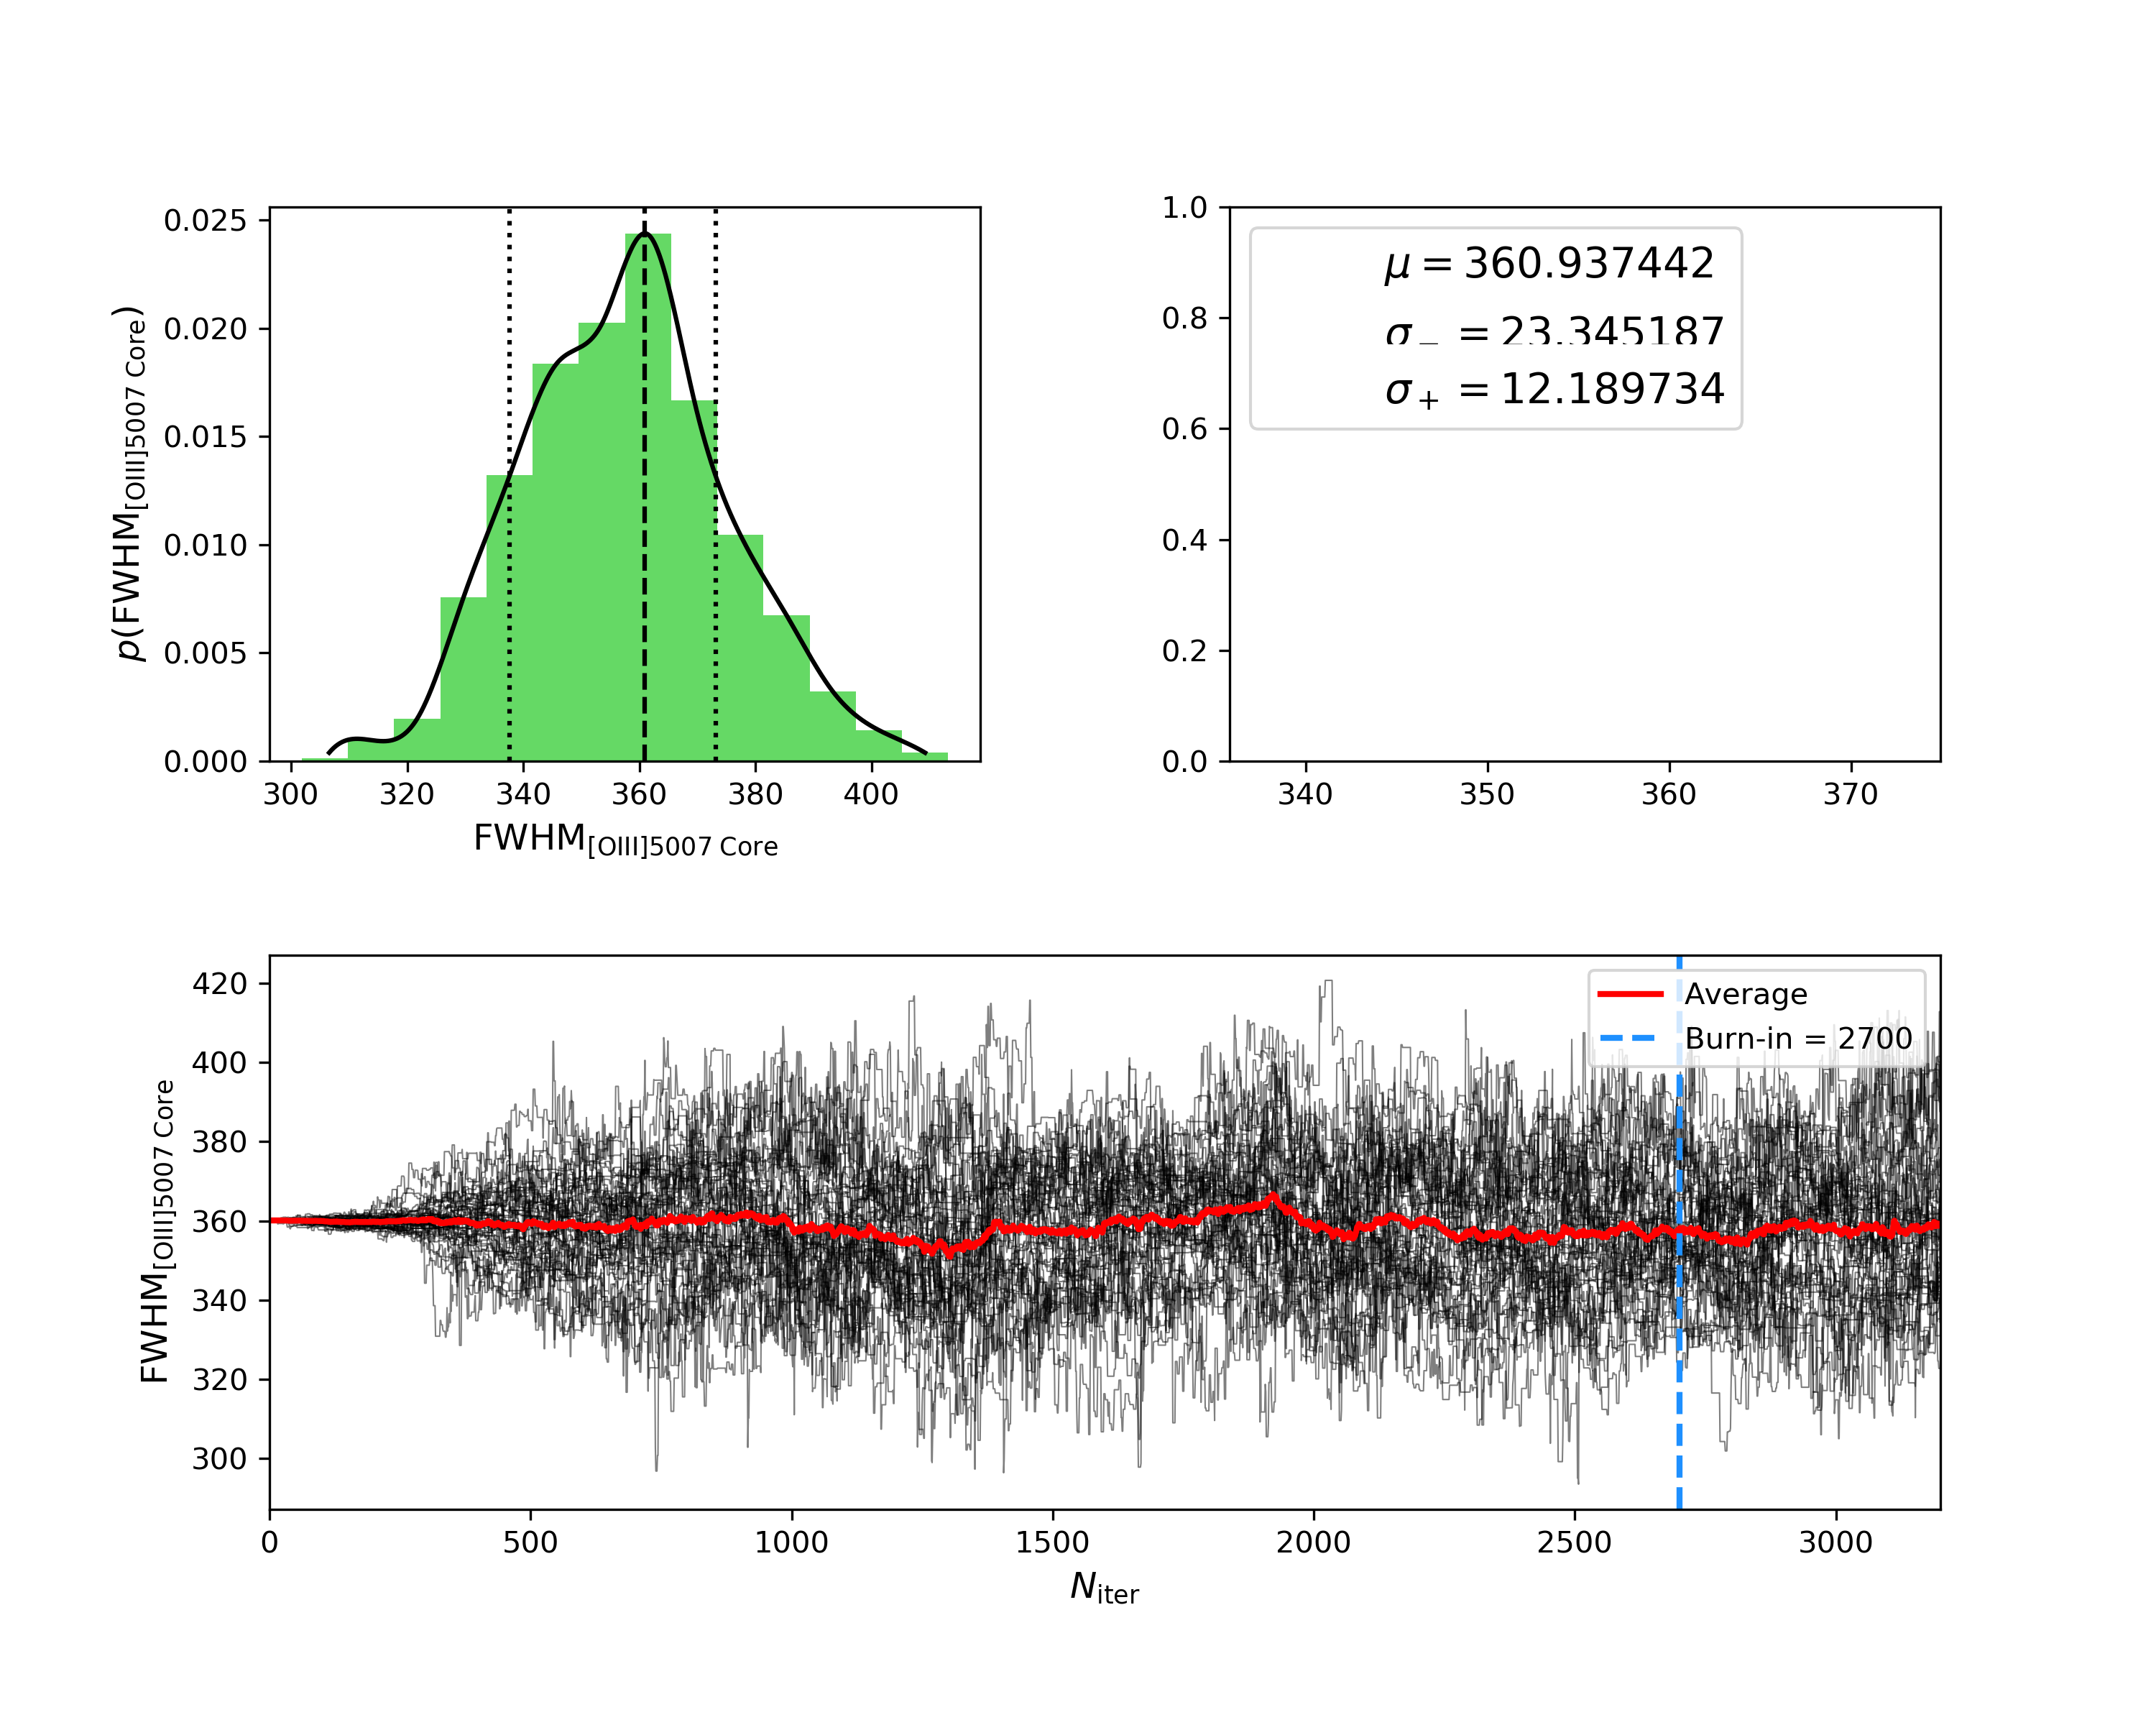 0.025
0.020
0.015
0.010
0.005
0.000
300 320 340 360 380 400
p(FWHM[OIII]5007 Core)
FWHM[OIII]5007 Core
1.0
0.8
0.6
0.4
0.2
0.0
340 350 360 370
μ = 360.937442
σ− = 23.345187
σ+ = 12.189734
420
400
380
360
340
320
300
0 500 1000 1500 2000 2500 3000
FWHM[OIII]5007 Core
Niter
Average
Burn-in = 2700